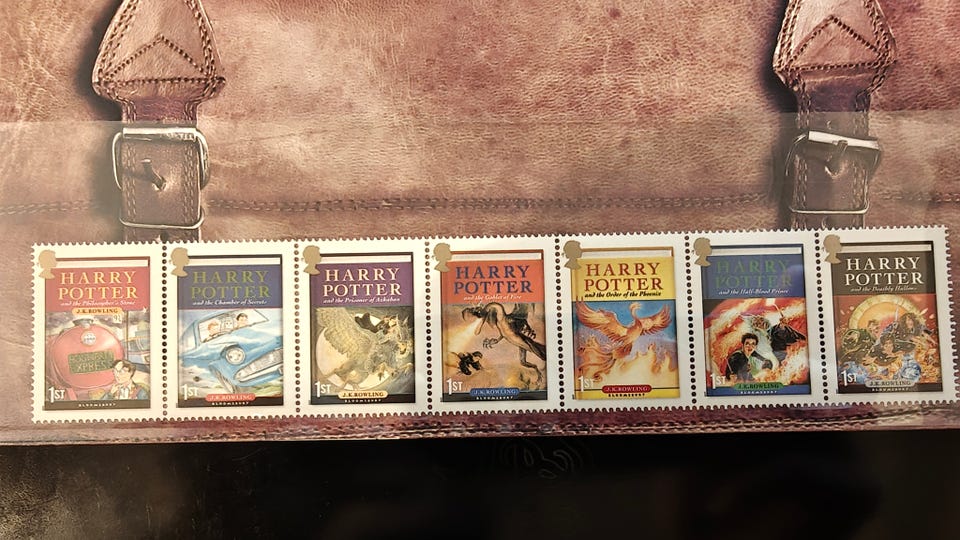 HARRY
POTTER
and the Philosopher's Stone
J.K.ROWLING
1ST
HARRY
POTTER
and the Chamber of Secrets
1ST
J.K.ROWLING
BLOOMSBURY
HARRY
POTTER
and the Prisoner of Azkaban
1ST
J.K.ROWLING
BLOOMSBURY
HARRY
POTTER
and the Goblet of Fire
1ST
J.K.ROWLING
BLOOMSBURY
HARRY
POTTER
and the Order of the Phoenix
1ST
J.K.ROWLING
BLOOMSBURY
HARRY
POTTER
and the Half-Blood Prince
1ST
J.K.ROWLING
BLOOMSBURY
HARRY
POTTER
and the Deathly Hallows
1ST
J.K.ROWLING
BLOOMSBURY